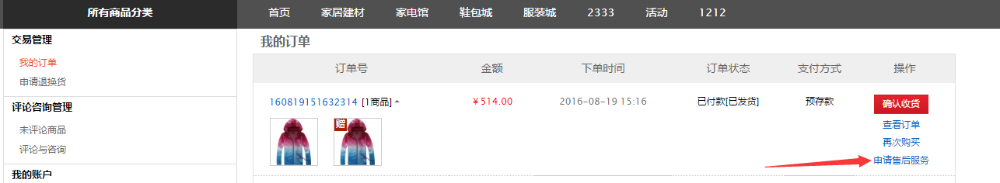 所有商品分类 首页 家居建材 家电馆 鞋包城 服装城 2333 活动 1212
交易管理
我的订单
申请退换货
评论咨询管理
未评论商品
评论与咨询
我的账户
我的订单
订单号 金额 下单时间 订单状态 支付方式 操作
160819151632314 [1商品] ¥514.00 2016-08-19 15:16 已付款[已发货] 预存款 确认收货
赠
查看订单
再次购买
申请售后服务